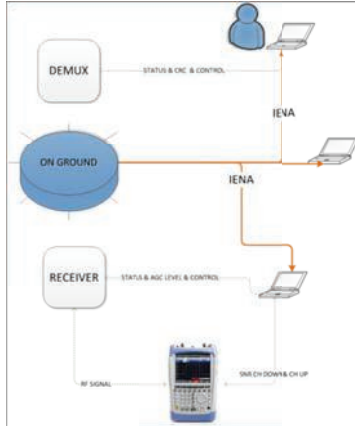 DEMUX
STATUS & CRC & CONTROL
IENA
ON GROUND
IENA
RECEIVER
STATUS & AGC LEVEL & CONTROL
RF SIGNAL
SNR CH DOWN & CH UP